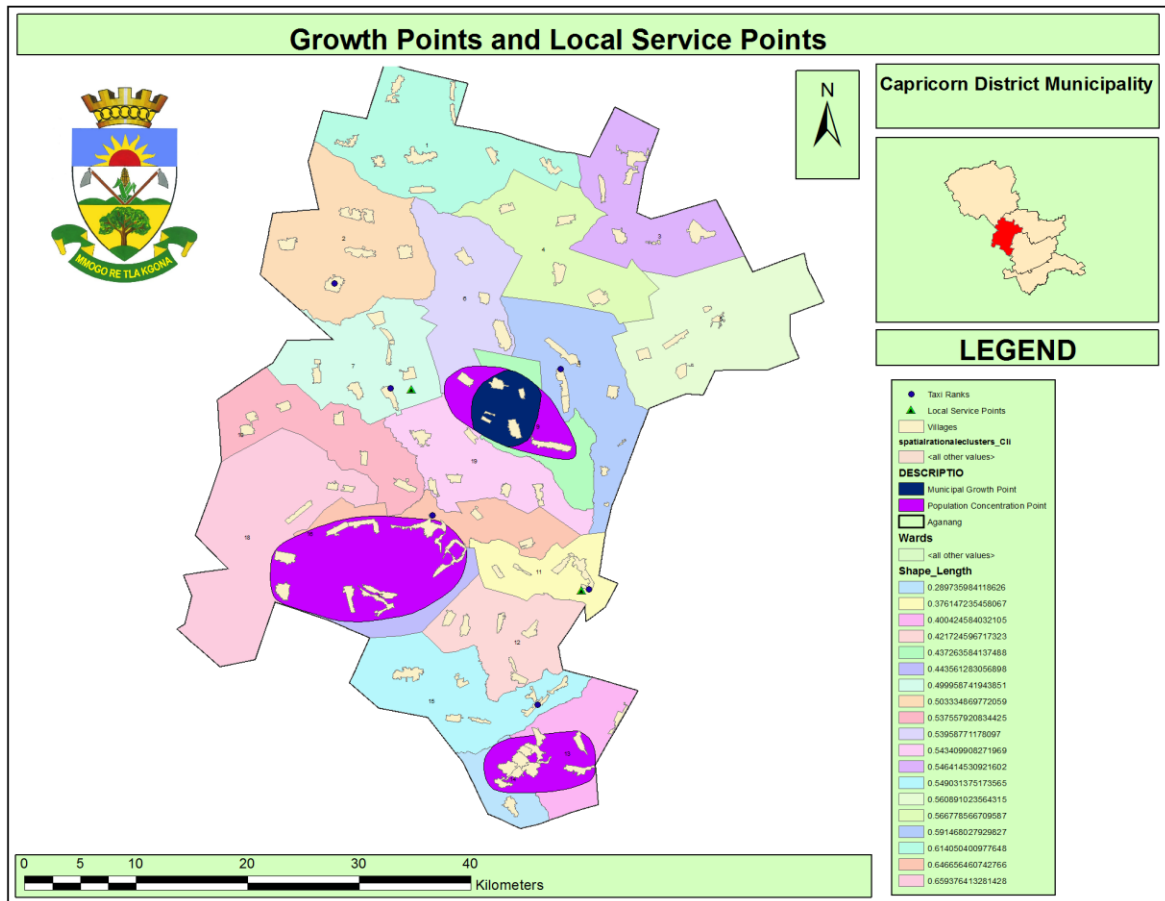 Growth Points and Local Service Points
Capricorn District Municipality
N
MMOGO RE TLA KGONA
1
2
3
4
6
7
19
18
11
12
15
13
LEGEND
Taxi Ranks
Local Service Points
Villages
spatialrationaleclusters_Cli
<all other values>
DESCRIPTIO
Municipal Growth Point
Population Concentration Point
Aganang
Wards
<all other values>
Shape_Length
0.289735984118626
0.376147235458067
0.400424584032105
0.421724596717323
0.437263584137488
0.443561283056898
0.499958741943851
0.503334869772059
0.537557920834425
0.53958771178097
0.543409908271969
0.546414530921602
0.549031375173565
0.560891023564315
0.566778566709587
0.591468027929827
0.614050400977648
0.646656460742766
0.659376413281428
0 5 10 20 30 40
Kilometers